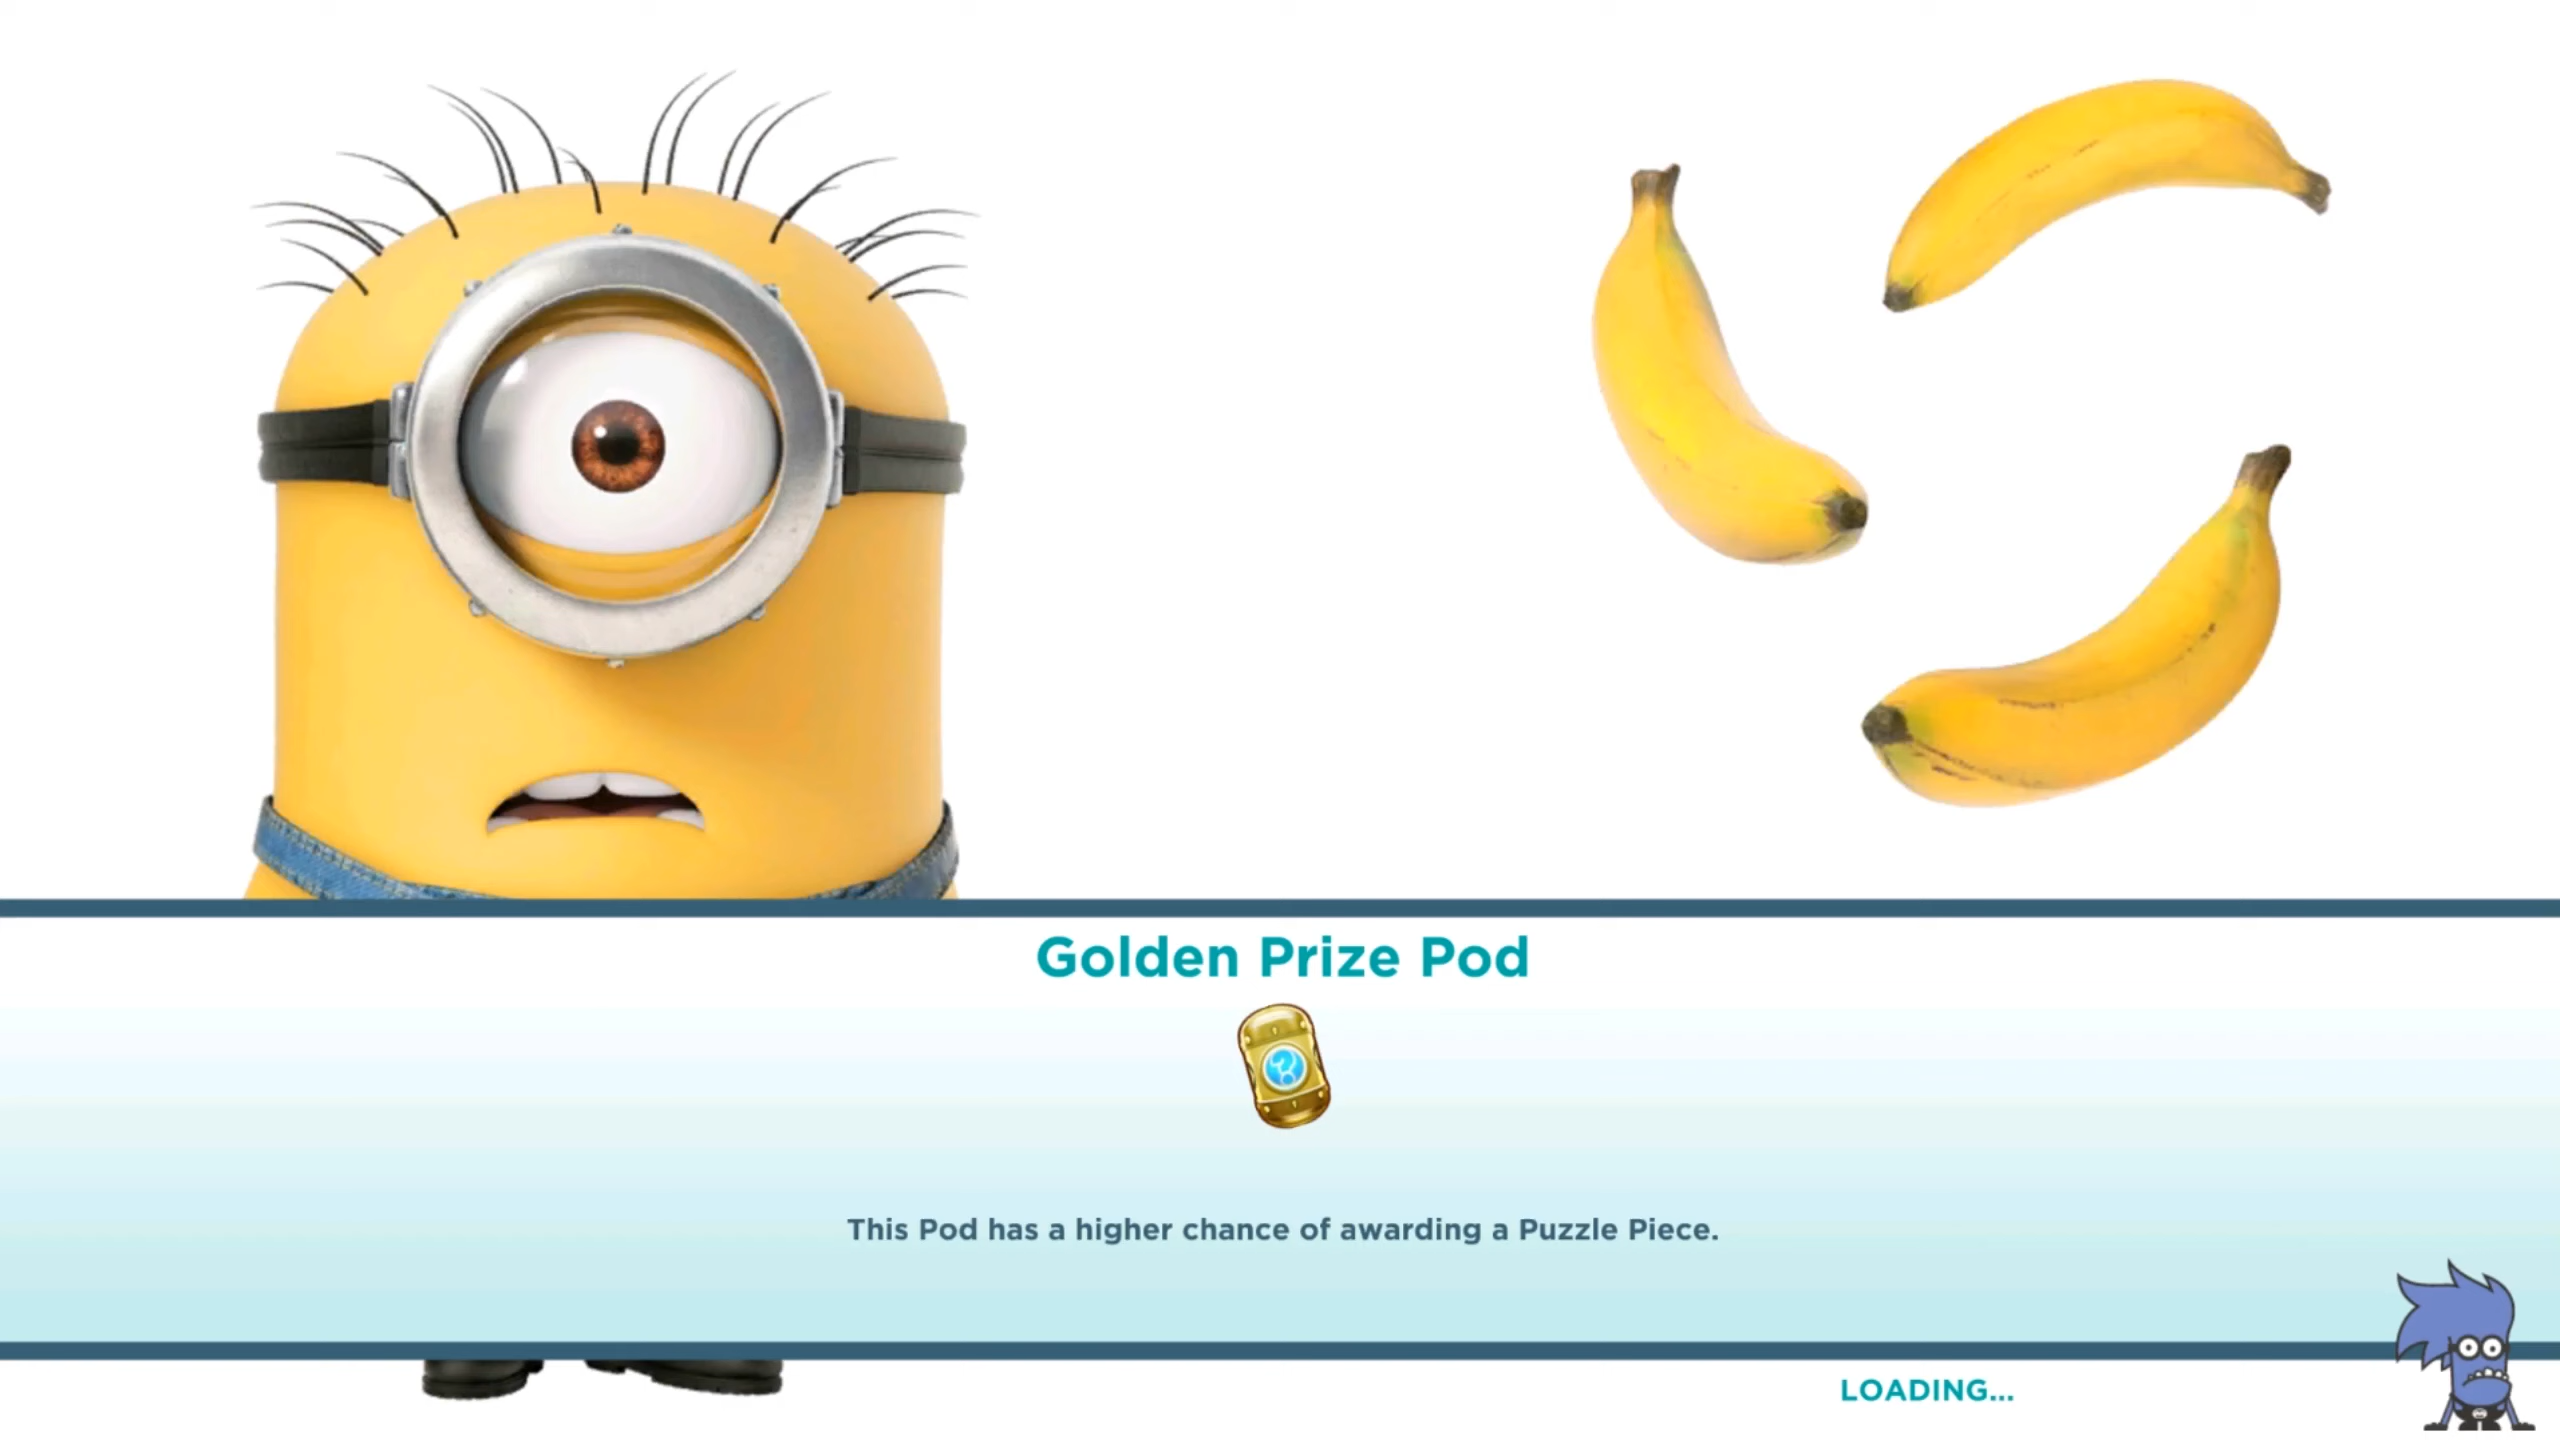 Golden Prize Pod
This Pod has a higher chance of awarding a Puzzle Piece.
LOADING...